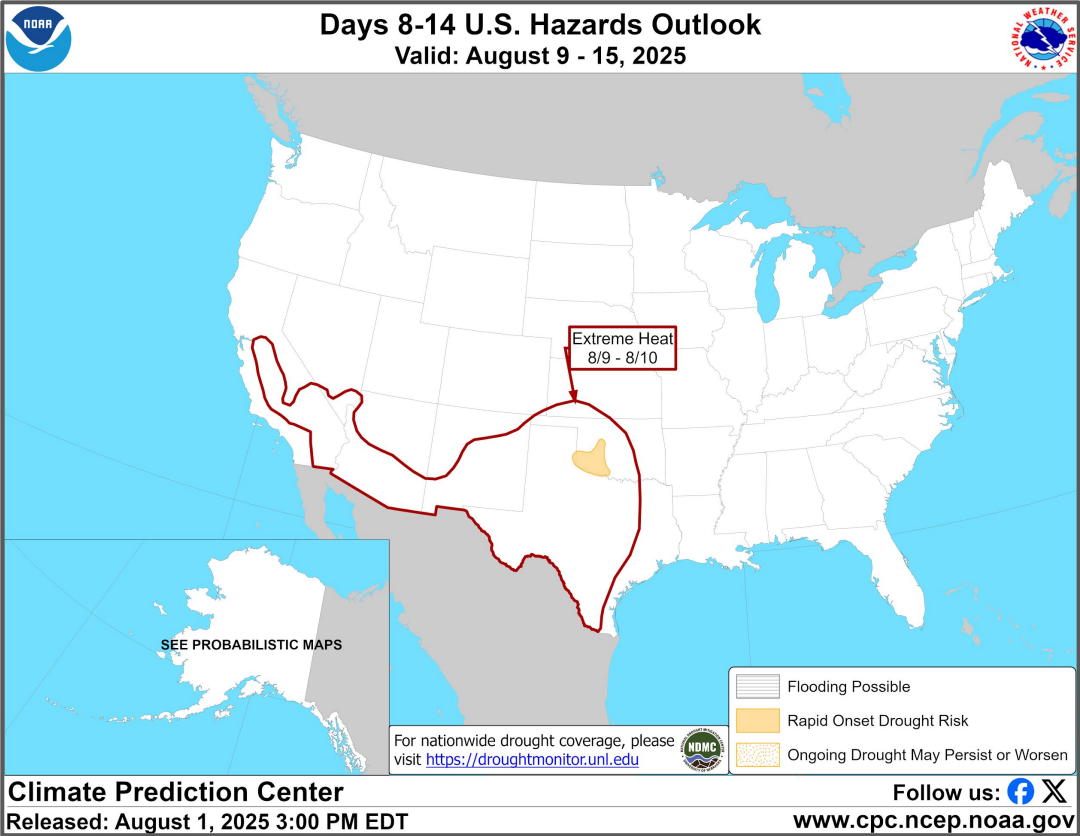 NOAA
Days 8-14 U.S. Hazards Outlook
Valid: August 9 - 15, 2025
NATIONAL WEATHER SERVICE
Extreme Heat
8/9 - 8/10
SEE PROBABILISTIC MAPS
Flooding Possible
Rapid Onset Drought Risk
Ongoing Drought May Persist or Worsen
For nationwide drought coverage, please
visit https://droughtmonitor.unl.edu
NDMC
Climate Prediction Center
Follow us:
Released: August 1, 2025 3:00 PM EDT
www.cpc.ncep.noaa.gov